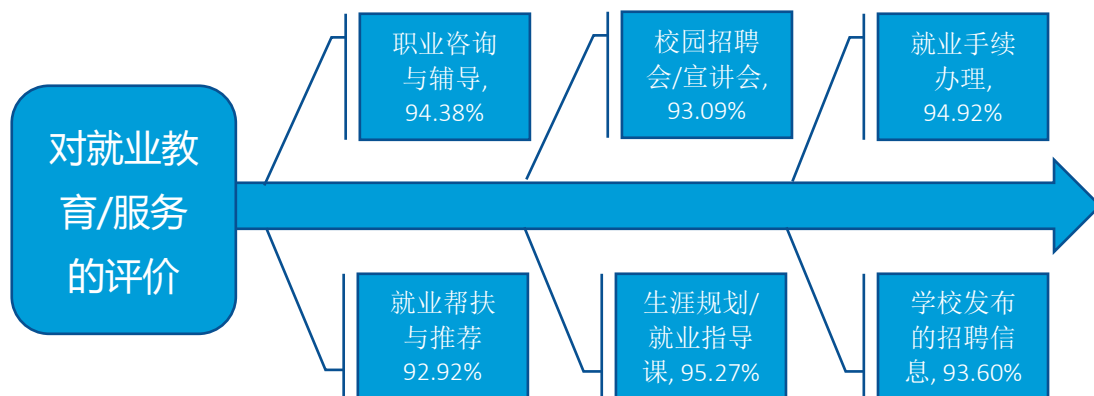 对就业教
育/服务
的评价
职业咨询
与辅导,
94.38%
校园招聘
会/宣讲会,
93.09%
就业手续
办理,
94.92%
就业帮扶
与推荐
92.92%
生涯规划/
就业指导
课, 95.27%
学校发布
的招聘信
息, 93.60%